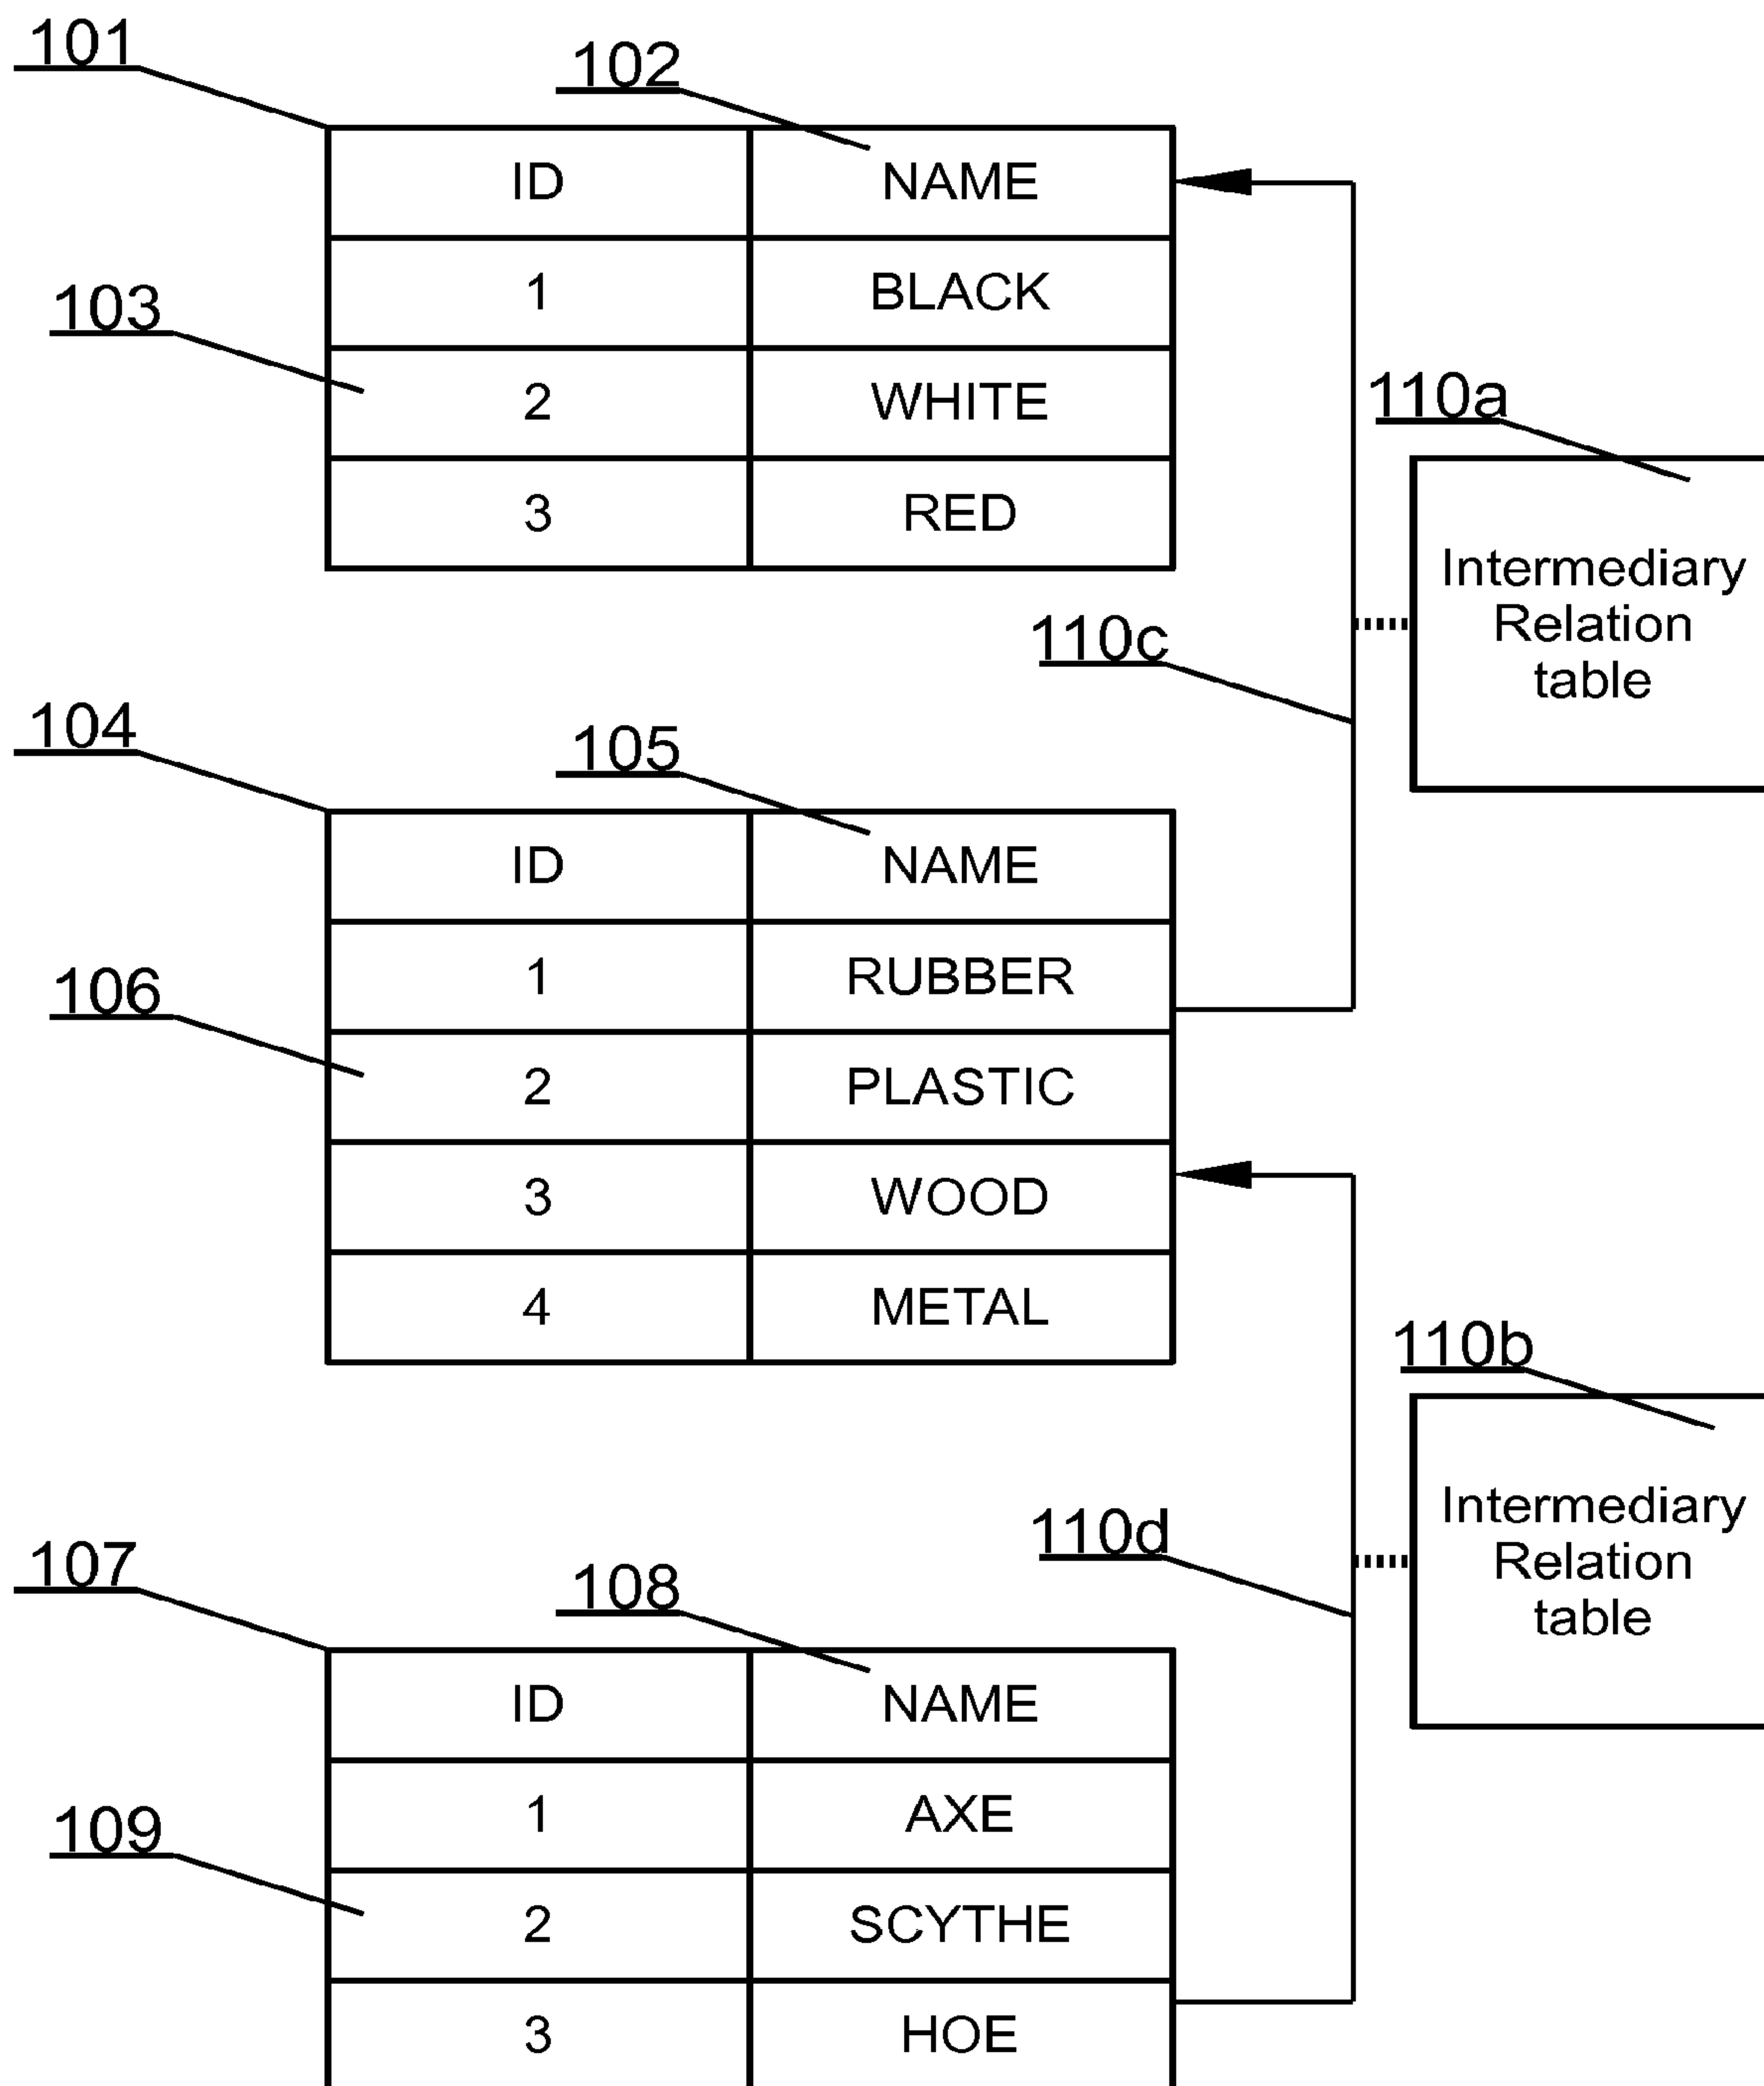 101
102
ID NAME
1 BLACK
103
2 WHITE
110a
3 RED
Intermediary
Relation
table
110c
104
105
ID NAME
1 RUBBER
106
2 PLASTIC
3 WOOD
4 METAL
110b
Intermediary
Relation
table
110d
107
108
ID NAME
1 AXE
109
2 SCYTHE
3 HOE